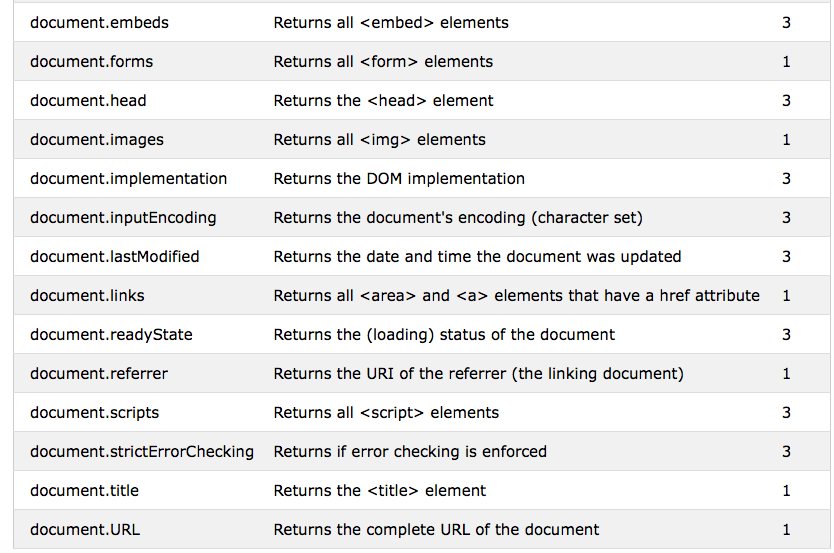 document.embeds Returns all <embed> elements 3
document.forms Returns all <form> elements 1
document.head Returns the <head> element 3
document.images Returns all <img> elements 1
document.implementation Returns the DOM implementation 3
document.inputEncoding Returns the document's encoding (character set) 3
document.lastModified Returns the date and time the document was updated 3
document.links Returns all <area> and <a> elements that have a href attribute 1
document.readyState Returns the (loading) status of the document 3
document.referrer Returns the URI of the referrer (the linking document) 1
document.scripts Returns all <script> elements 3
document.strictErrorChecking Returns if error checking is enforced 3
document.title Returns the <title> element 1
document.URL Returns the complete URL of the document 1